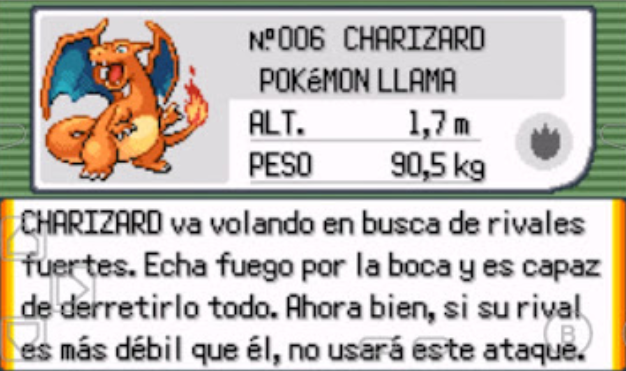 Nº006 CHARIZARD
POKéMON LLAMA
ALT. 1,7 m
PESO 90,5 kg
CHARIZARD va volando en busca de rivales
fuertes. Echa fuego por la boca y es capaz
de derretirlo todo. Ahora bien, si su rival
es más débil que él, no usará este ataque.
B